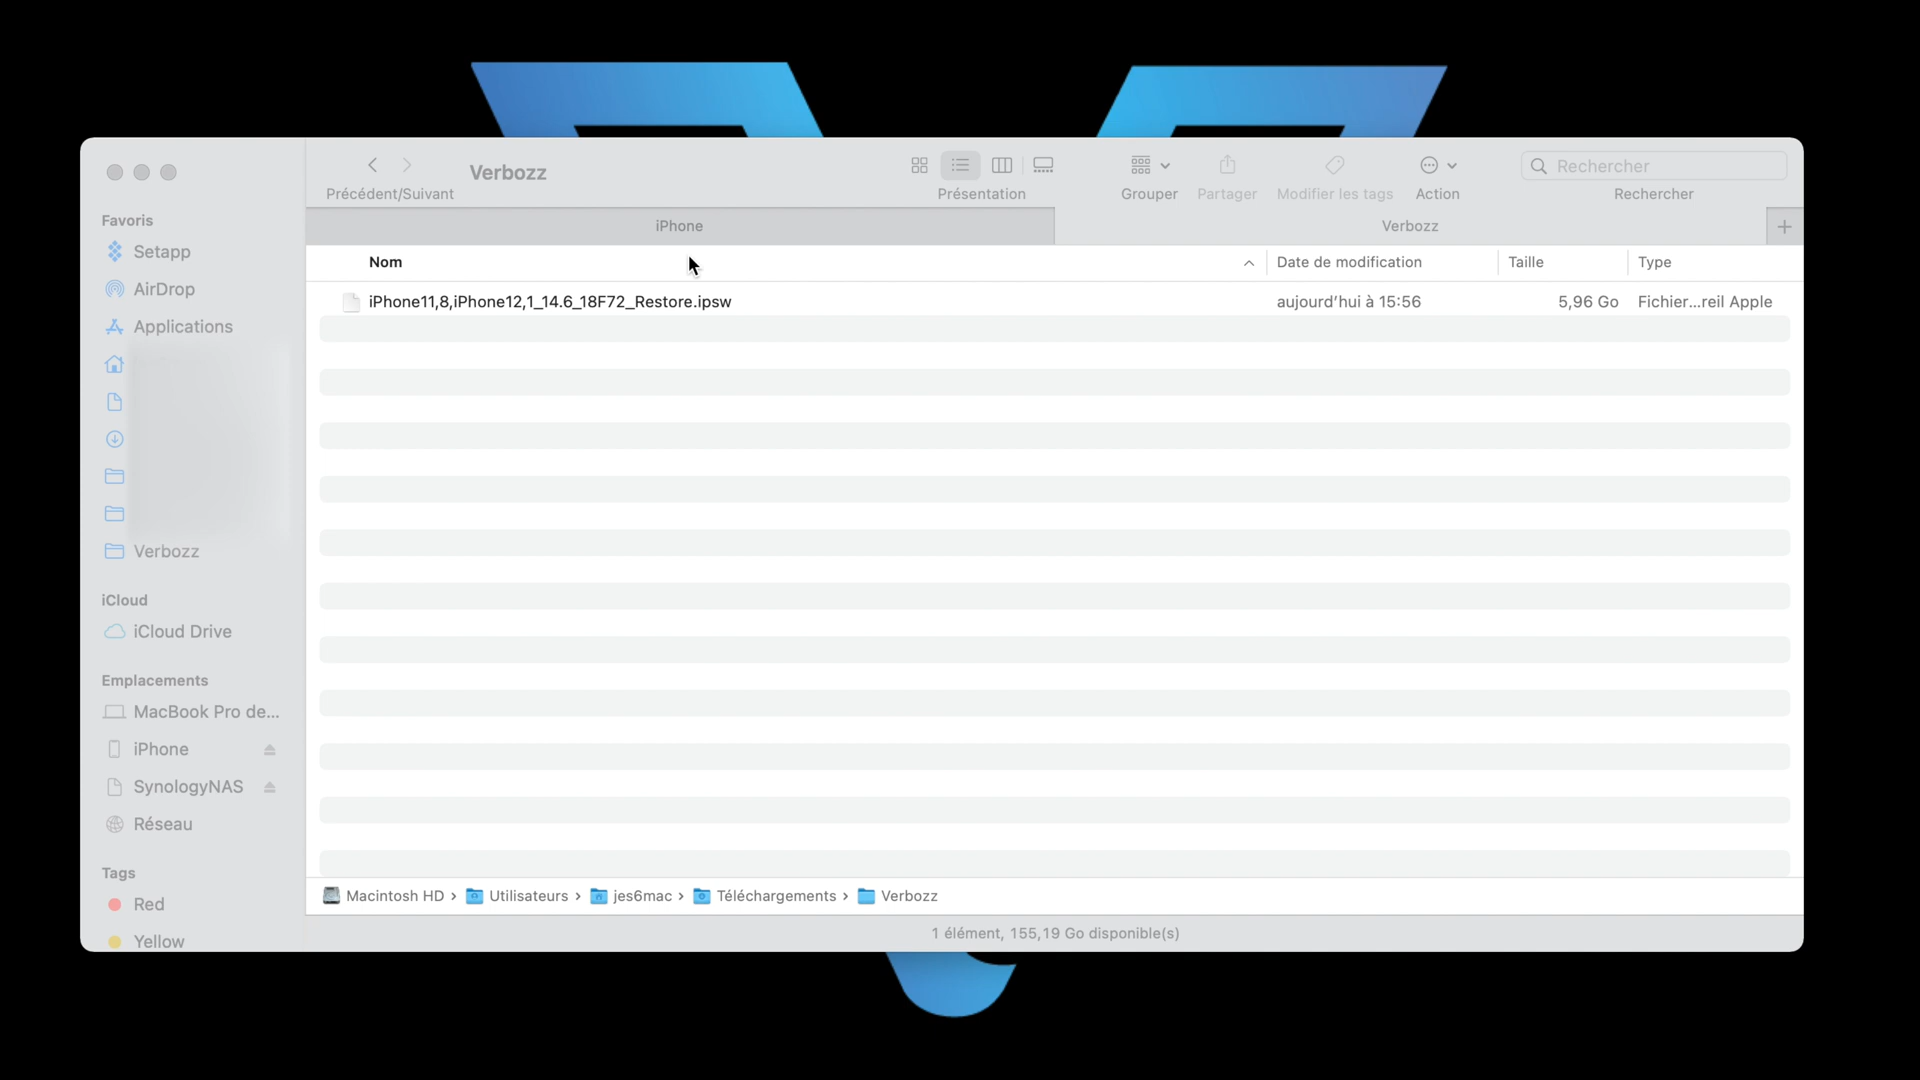 Verbozz
Précédent/Suivant
Présentation
Grouper
Partager
Modifier les tags
Action
Rechercher
Rechercher
iPhone
Verbozz
Favoris
Setapp
AirDrop
Applications
Verbozz
iCloud
iCloud Drive
Emplacements
MacBook Pro de...
iPhone
SynologyNAS
Réseau
Tags
Red
Yellow
Nom Date de modification Taille Type
iPhone11,8,iPhone12,1_14.6_18F72_Restore.ipsw aujourd'hui à 15:56 5,96 Go Fichier...reil Apple
Macintosh HD › Utilisateurs › jes6mac › Téléchargements › Verbozz
1 élément, 155,19 Go disponible(s)